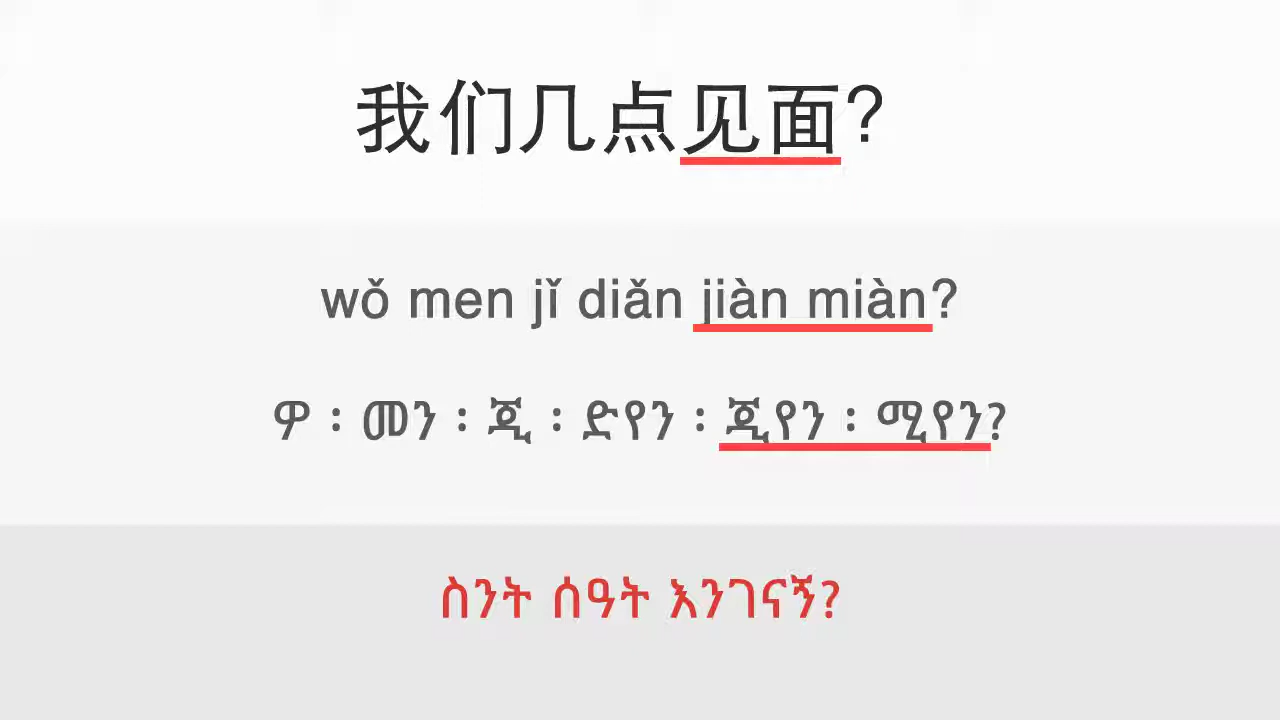 我们几点见面?
wǒ men jǐ diǎn jiàn miàn?
ዎ ፡ መን ፡ ጂ ፡ ድየን ፡ ጂየን ፡ ሚየን?
ስንት ሰዓት እንገናኝ?